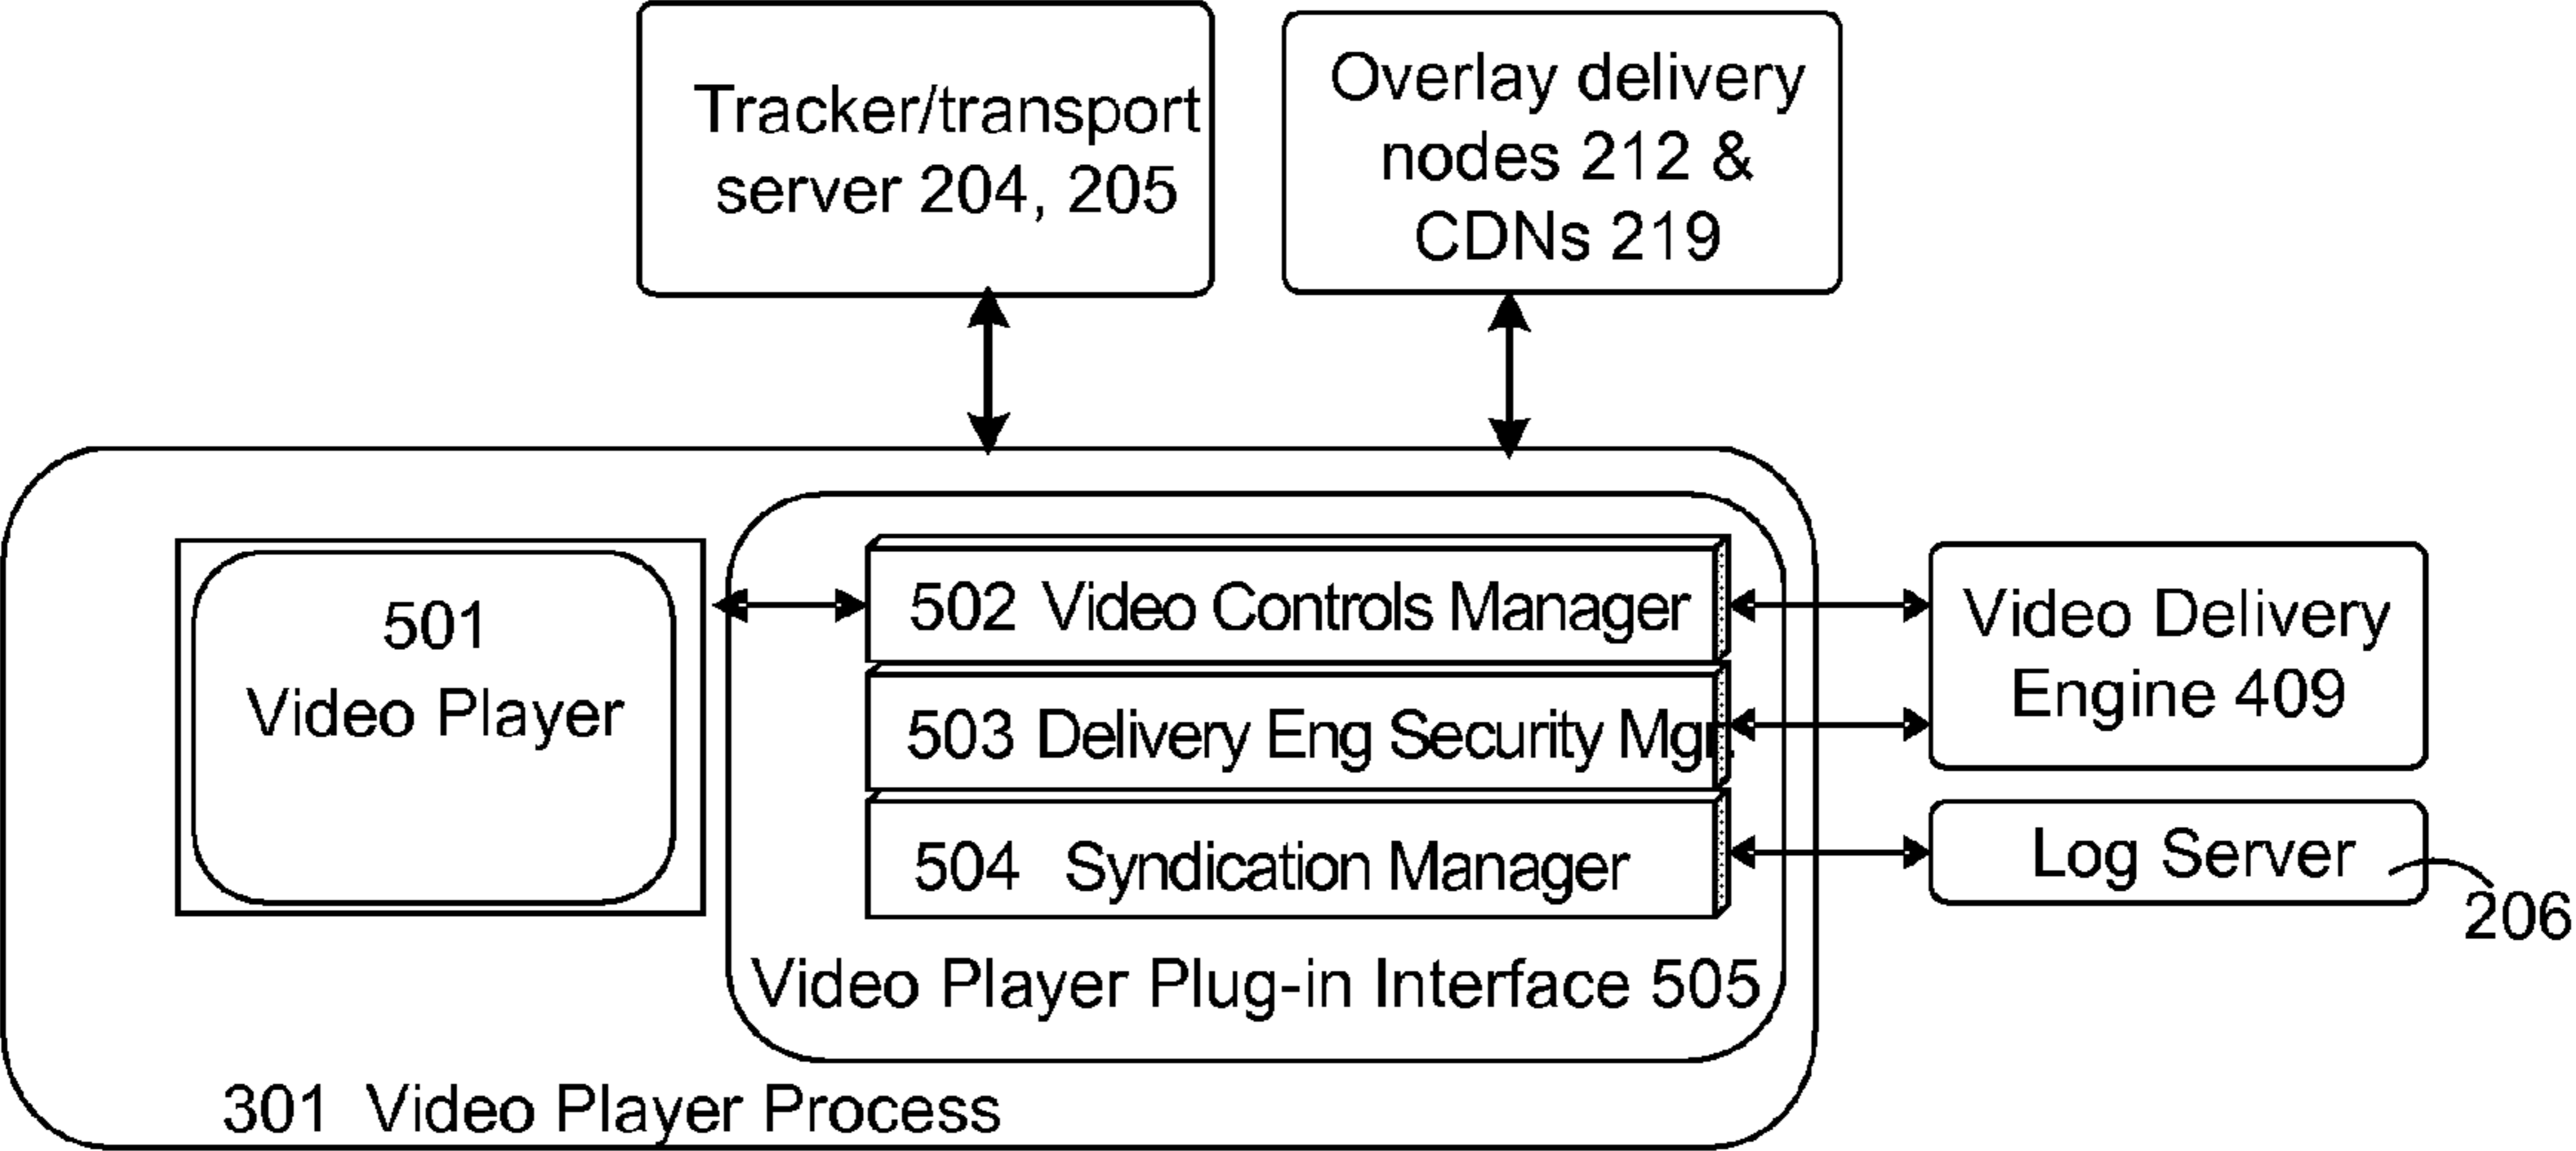 Tracker/transport
server 204, 205
Overlay delivery
nodes 212 &
CDNs 219
501
Video Player
502 Video Controls Manager
503 Delivery Eng Security Mgr.
504 Syndication Manager
Video Player Plug-in Interface 505
301 Video Player Process
Video Delivery
Engine 409
Log Server
206